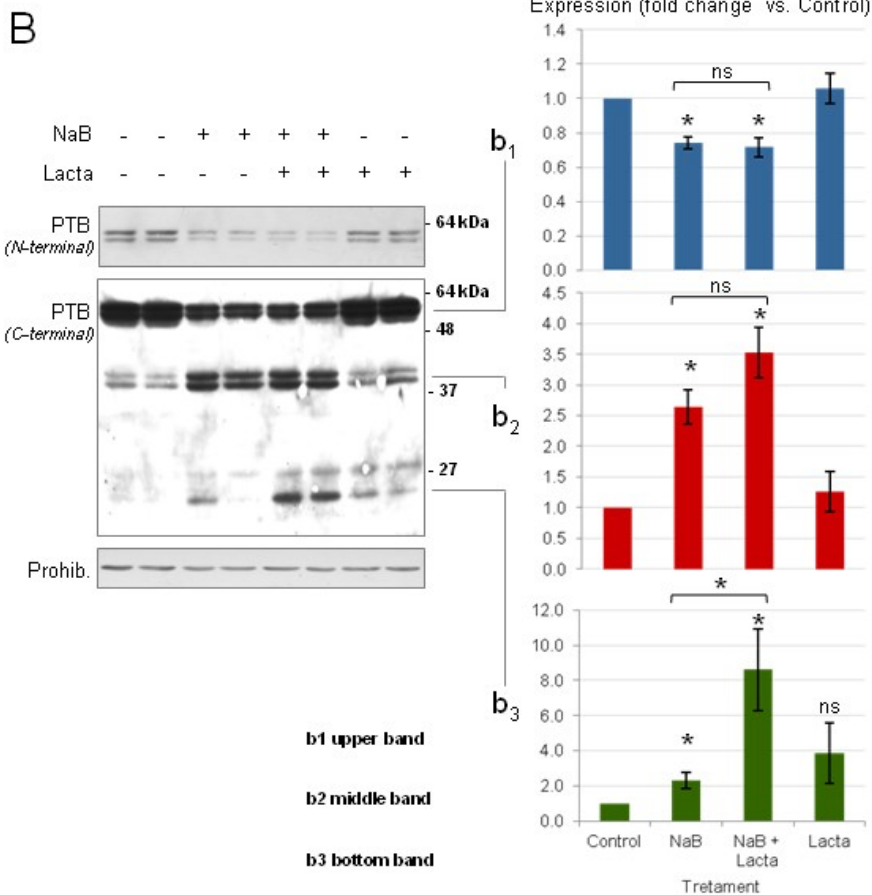 B
NaB - - + + + + - -
Lacta - - - - + + + +
PTB
(N-terminal)
- 64kDa
PTB
(C-terminal)
64kDa
- 48
- 37
- 27
Prohib.
b1
b2
b3
b1 upper band
b2 middle band
b3 bottom band
Expression (fold change vs. Control)
1.4
1.2
1.0
0.8
0.6
0.4
0.2
0.0
ns
* *
4.5
4.0
3.5
3.0
2.5
2.0
1.5
1.0
0.5
0.0
ns
* *
12.0
10.0
8.0
6.0
4.0
2.0
0.0
*
* * ns
Control NaB NaB + Lacta
Lacta
Tretament